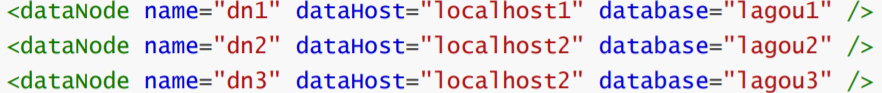 <dataNode name="dn1" dataHost="localhost1" database="lagou1" />
<dataNode name="dn2" dataHost="localhost2" database="lagou2" />
<dataNode name="dn3" dataHost="localhost2" database="lagou3" />